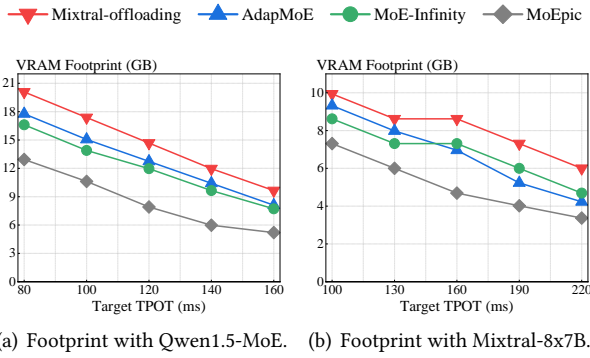 Mixtral-offloading AdapMoE MoE-Infinity MoEpic
VRAM Footprint (GB)
21
18
15
12
9
6
3
0
80 100 120 140 160
Target TPOT (ms)
VRAM Footprint (GB)
10
8
6
4
2
0
100 130 160 190 220
Target TPOT (ms)
(a) Footprint with Qwen1.5-MoE.
(b) Footprint with Mixtral-8x7B.